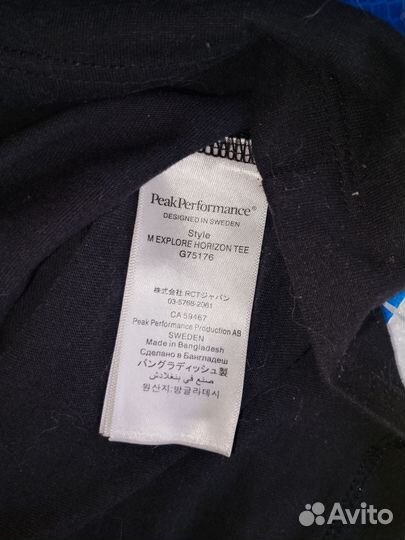 PeakPerformance®
DESIGNED IN SWEDEN
Style
M EXPLORE HORIZON TEE
G75176
株式会社 RCTジャパン
03-5768-2061
CA 59467
Peak Performance Production AB
SWEDEN
Made in Bangladesh
Сделано в Бангладеш
バングラディッシュ製
صنع في بنغلادش
원산지:방글라데시
Avito